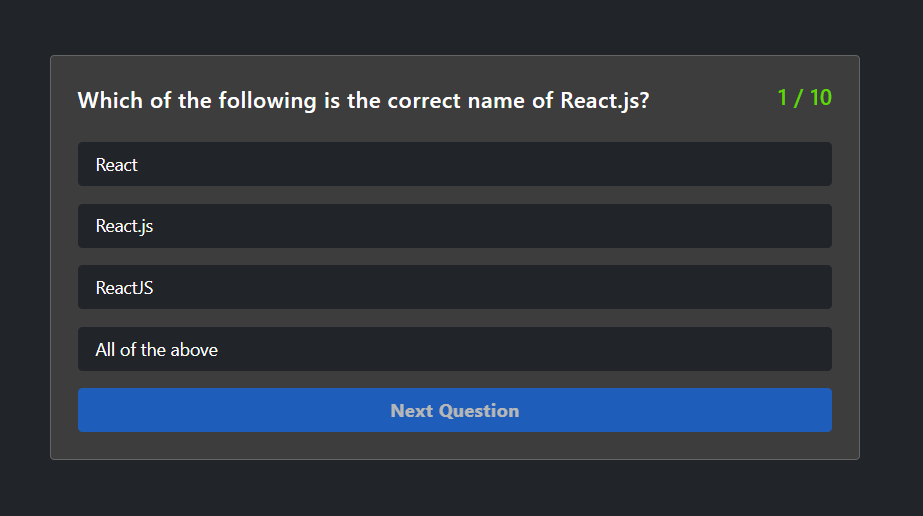 Which of the following is the correct name of React.js?
1 / 10
React
React.js
ReactJS
All of the above
Next Question